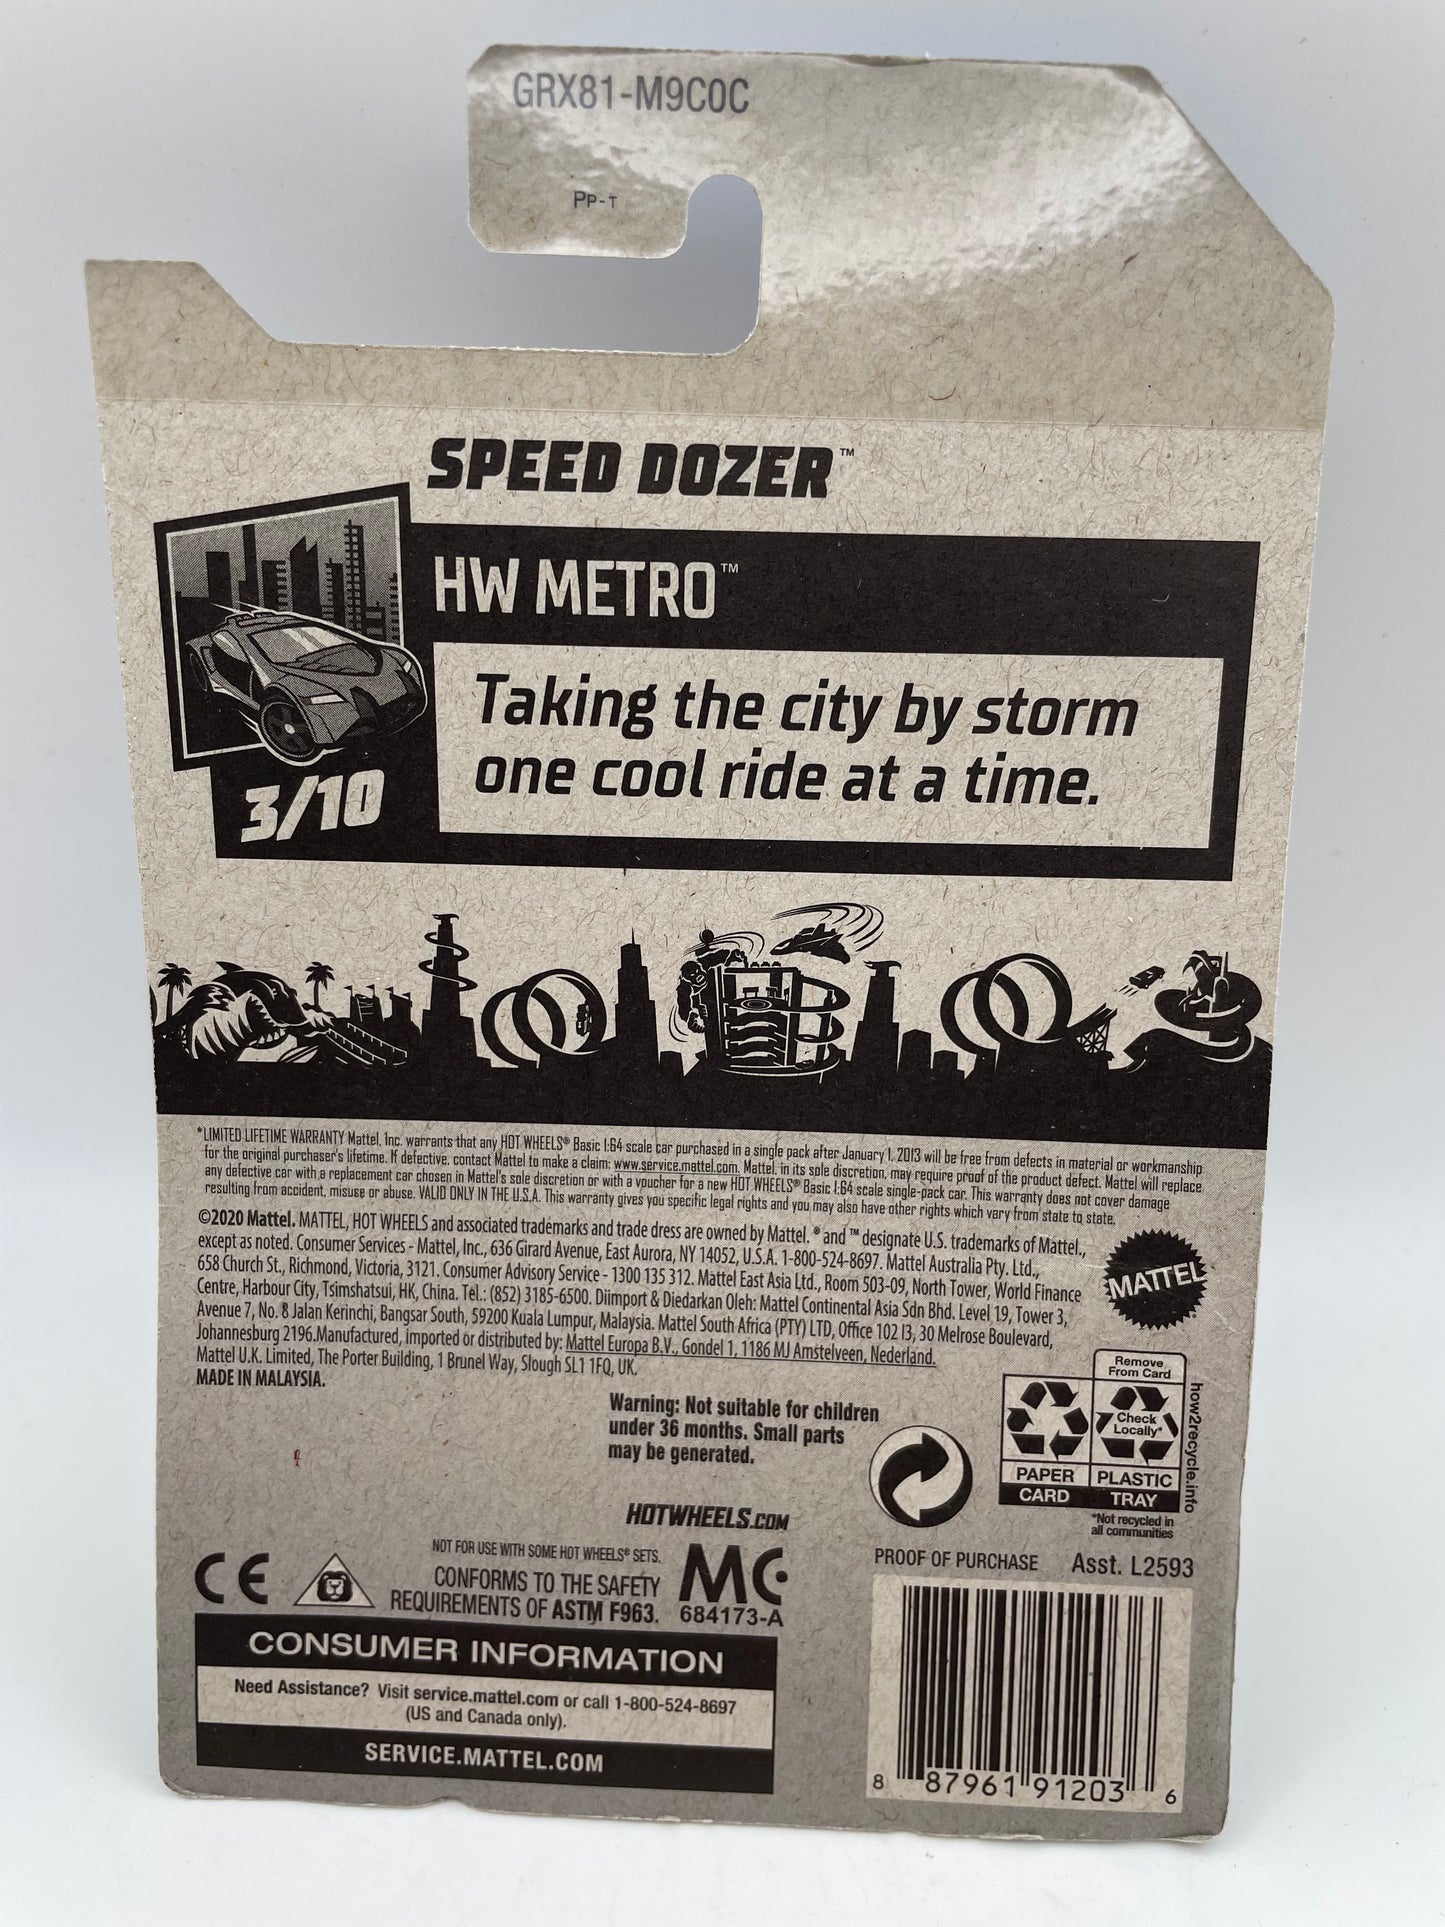 GRX81-M9C0C
PP-T
SPEED DOZER™
HW METRO™
Taking the city by storm
one cool ride at a time.
3/10
*LIMITED LIFETIME WARRANTY Mattel, Inc. warrants that any HOT WHEELS® Basic 1:64 scale car purchased in a single pack after January 1, 2013 will be free from defects in material or workmanship
for the original purchaser's lifetime. If defective, contact Mattel to make a claim: www.service.mattel.com. Mattel, in its sole discretion, may require proof of the product defect. Mattel will replace
any defective car with a replacement car chosen in Mattel's sole discretion or with a voucher for a new HOT WHEELS® Basic 1:64 scale single-pack car. This warranty does not cover damage
resulting from accident, misuse or abuse. VALID ONLY IN THE U.S.A. This warranty gives you specific legal rights and you may also have other rights which vary from state to state.
©2020 Mattel. MATTEL, HOT WHEELS and associated trademarks and trade dress are owned by Mattel. ® and ™ designate U.S. trademarks of Mattel.,
except as noted. Consumer Services - Mattel, Inc., 636 Girard Avenue, East Aurora, NY 14052, U.S.A. 1-800-524-8697. Mattel Australia Pty. Ltd.,
658 Church St., Richmond, Victoria, 3121. Consumer Advisory Service - 1300 135 312. Mattel East Asia Ltd., Room 503-09, North Tower, World Finance
Centre, Harbour City, Tsimshatsui, HK, China. Tel.: (852) 3185-6500. Diimport & Diedarkan Oleh: Mattel Continental Asia Sdn Bhd. Level 19, Tower 3,
Avenue 7, No. 8 Jalan Kerinchi, Bangsar South, 59200 Kuala Lumpur, Malaysia. Mattel South Africa (PTY) LTD, Office 102 I3, 30 Melrose Boulevard,
Johannesburg 2196.Manufactured, imported or distributed by: Mattel Europa B.V., Gondel 1, 1186 MJ Amstelveen, Nederland.
Mattel U.K. Limited, The Porter Building, 1 Brunel Way, Slough SL1 1FQ, UK.
MADE IN MALAYSIA.
MATTEL
Warning: Not suitable for children
under 36 months. Small parts
may be generated.
Remove
From Card
Check
Locally*
PAPER
CARD
PLASTIC
TRAY
*Not recycled in
all communities
how2recycle.info
HOTWHEELS.COM
NOT FOR USE WITH SOME HOT WHEELS® SETS.
CONFORMS TO THE SAFETY
REQUIREMENTS OF ASTM F963.
CE
MC
684173-A
PROOF OF PURCHASE Asst. L2593
CONSUMER INFORMATION
Need Assistance? Visit service.mattel.com or call 1-800-524-8697
(US and Canada only).
SERVICE.MATTEL.COM
8 87961 91203 6